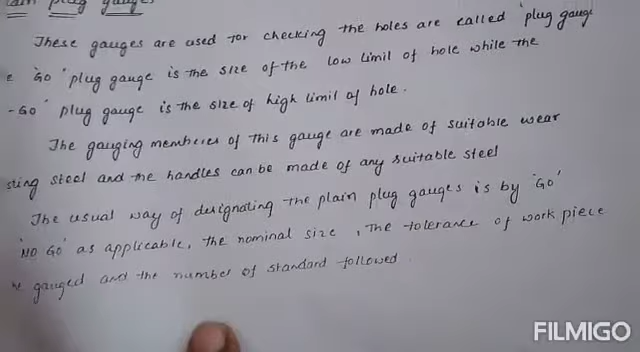 plug gauges
These gauges are used for checking the holes are called 'plug gauge
e 'GO' plug gauge is the size of the low limil of hole while the
-GO' plug gauge is the size of high limil of hole.
The gauging members of this gauge are made of suitable wear
sting steel and the handles can be made of any suitable steel
The usual way of designating the plain plug gauges is by 'GO'
'NO GO' as applicable, the nominal size, the tolerance of work piece
gauged and the number of standard followed.
FILMIGO